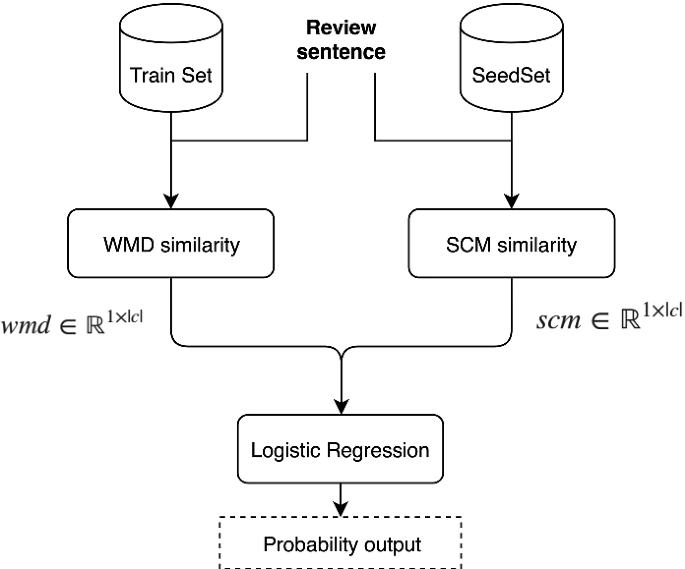 Review
sentence
Train Set
SeedSet
WMD similarity
SCM similarity
wmd ∈ ℝ^{1×|c|}
scm ∈ ℝ^{1×|c|}
Logistic Regression
Probability output